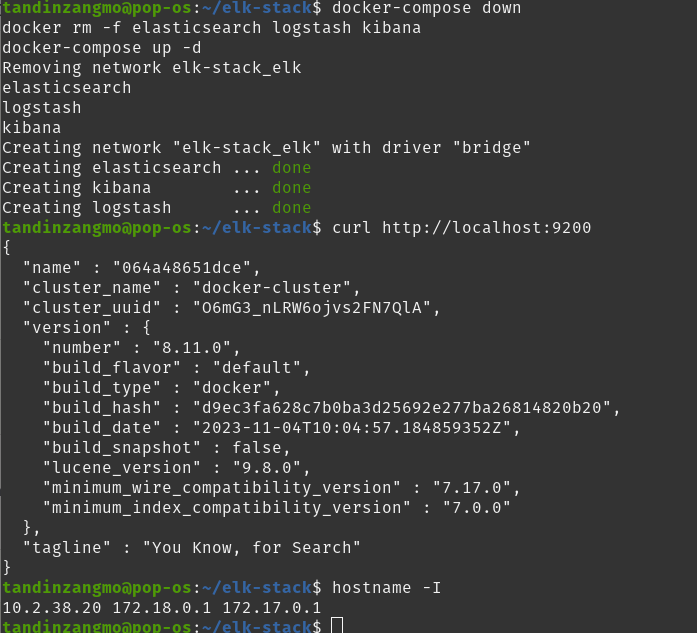 tandinzangmo@pop-os:~/elk-stack$ docker-compose down
docker rm -f elasticsearch logstash kibana
docker-compose up -d
Removing network elk-stack_elk
elasticsearch
logstash
kibana
Creating network "elk-stack_elk" with driver "bridge"
Creating elasticsearch ... done
Creating kibana        ... done
Creating logstash      ... done
tandinzangmo@pop-os:~/elk-stack$ curl http://localhost:9200
{
  "name" : "064a48651dce",
  "cluster_name" : "docker-cluster",
  "cluster_uuid" : "O6mG3_nLRW6ojvs2FN7QlA",
  "version" : {
    "number" : "8.11.0",
    "build_flavor" : "default",
    "build_type" : "docker",
    "build_hash" : "d9ec3fa628c7b0ba3d25692e277ba26814820b20",
    "build_date" : "2023-11-04T10:04:57.184859352Z",
    "build_snapshot" : false,
    "lucene_version" : "9.8.0",
    "minimum_wire_compatibility_version" : "7.17.0",
    "minimum_index_compatibility_version" : "7.0.0"
  },
  "tagline" : "You Know, for Search"
}
tandinzangmo@pop-os:~/elk-stack$ hostname -I
10.2.38.20 172.18.0.1 172.17.0.1
tandinzangmo@pop-os:~/elk-stack$